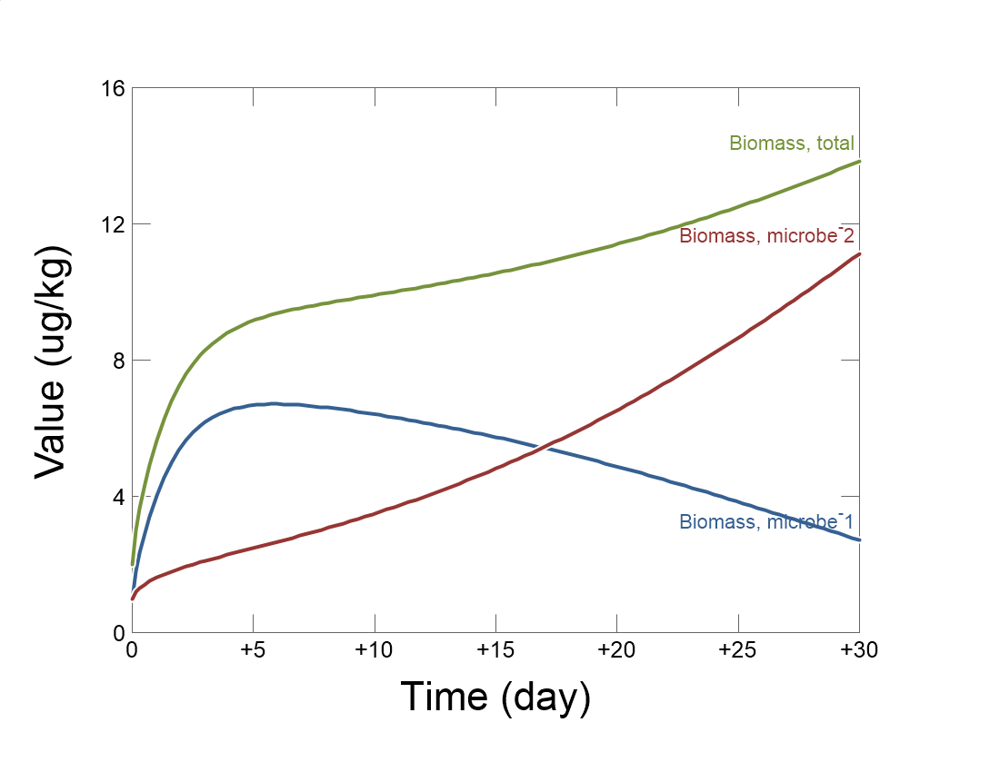 16
Biomass, total
12
Biomass, microbe-2
Value (ug/kg)
8
4
Biomass, microbe-1
0
0 +5 +10 +15 +20 +25 +30
Time (day)